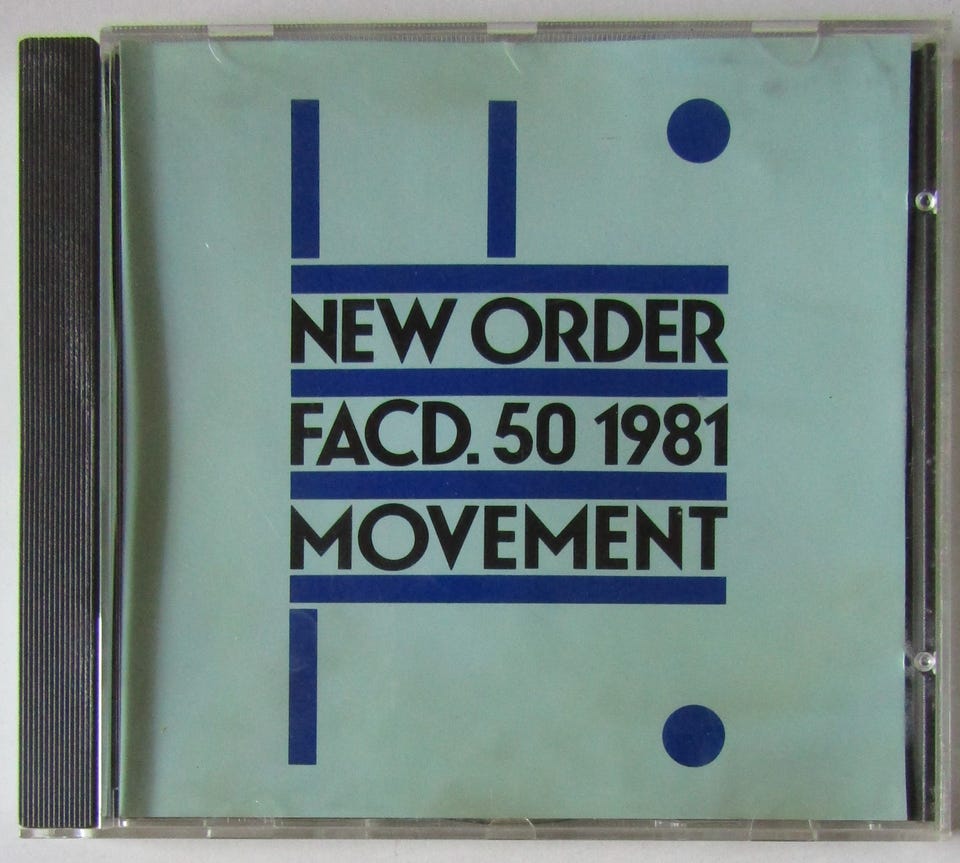 NEW ORDER
FACD. 50 1981
MOVEMENT